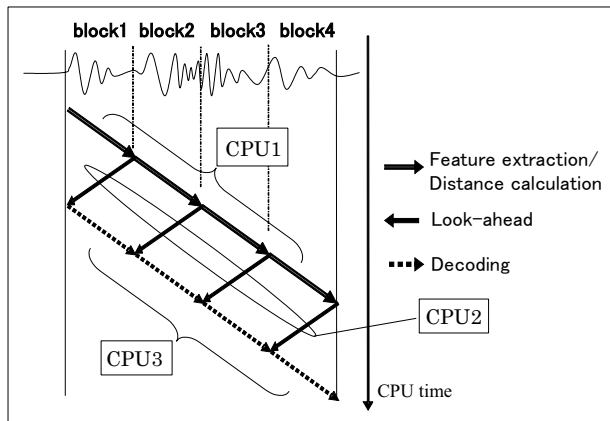 block1 block2 block3 block4
CPU1
Feature extraction/
Distance calculation
Look-ahead
Decoding
CPU2
CPU3
CPU time